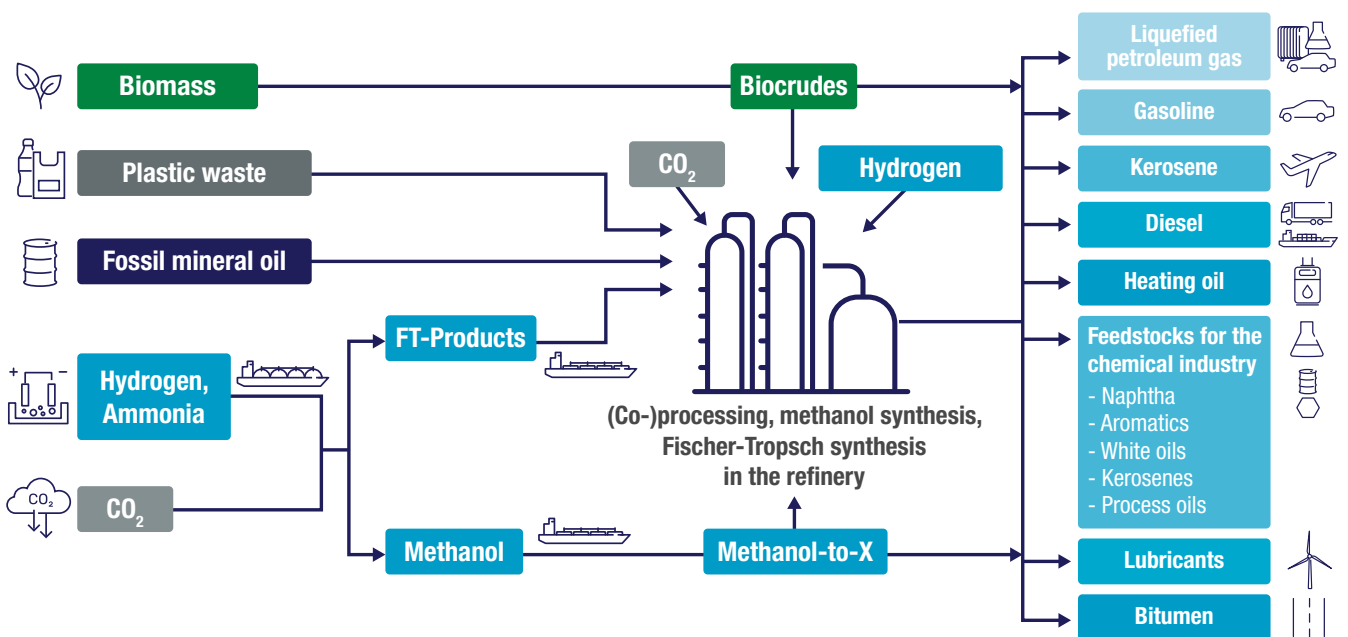 Biomass
Plastic waste
Fossil mineral oil
+ −
Hydrogen,
Ammonia
CO₂
CO₂
FT-Products
Methanol
Biocrudes
CO₂
Hydrogen
(Co-)processing, methanol synthesis,
Fischer-Tropsch synthesis
in the refinery
Methanol-to-X
Liquefied
petroleum gas
Gasoline
Kerosene
Diesel
Heating oil
Feedstocks for the
chemical industry
- Naphtha
- Aromatics
- White oils
- Kerosenes
- Process oils
Lubricants
Bitumen